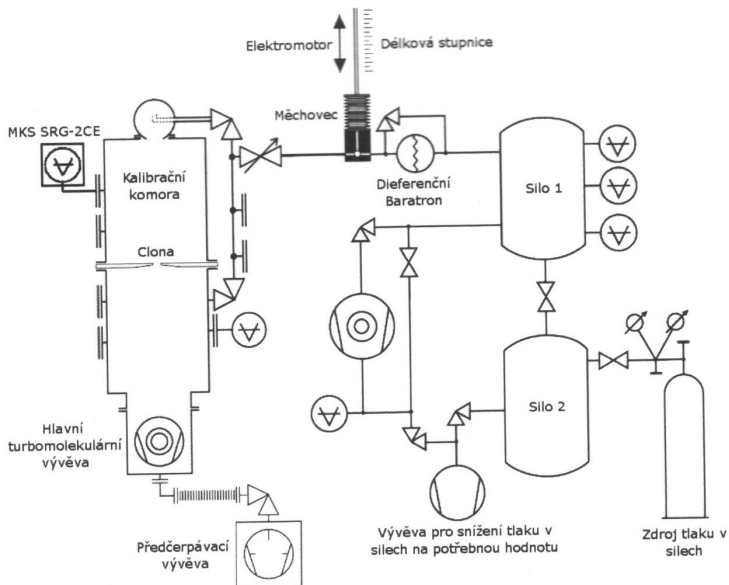 Elektromotor
Délková stupnice
Měchovec
MKS SRG-2CE
Kalibrační
komora
Dieferenční
Baratron
Silo 1
Clona
Silo 2
Hlavní
turbomolekulární
vývěva
Předčerpávací
vývěva
Vývěva pro snížení tlaku v
silech na potřebnou hodnotu
Zdroj tlaku v
silech